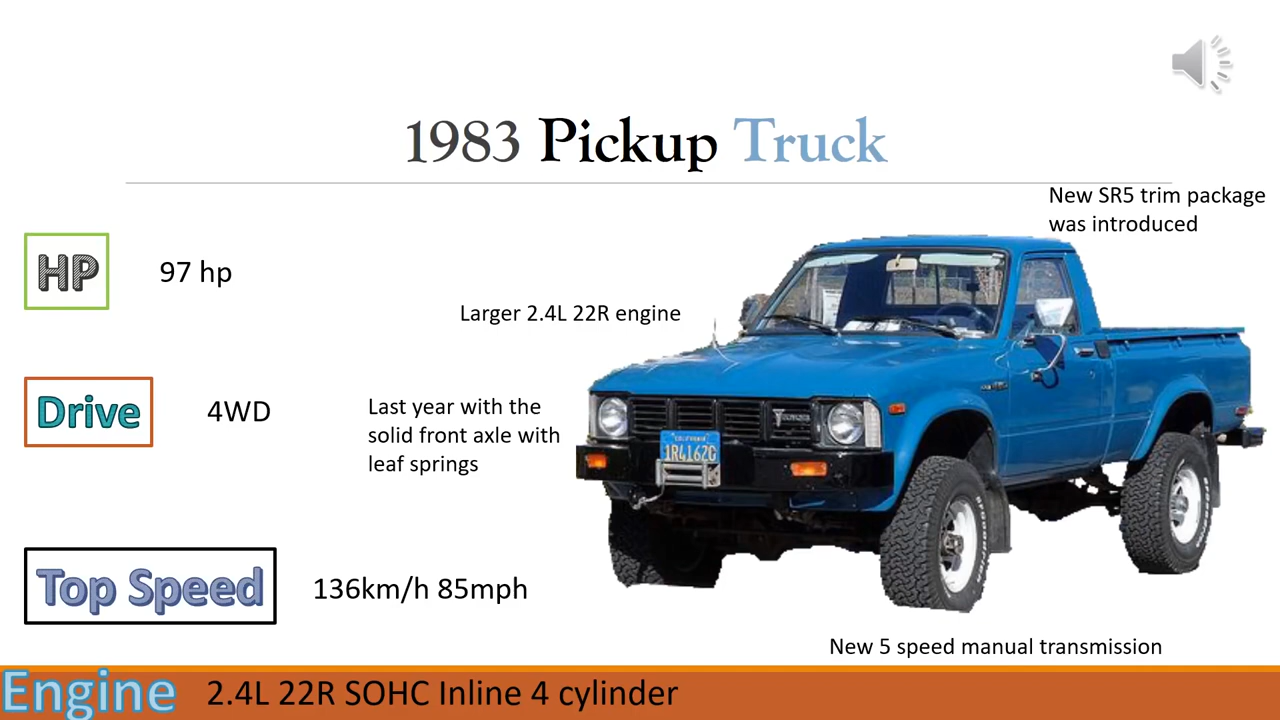 1983 Pickup Truck
New SR5 trim package
was introduced
HP
97 hp
Larger 2.4L 22R engine
Drive
4WD
Last year with the
solid front axle with
leaf springs
CALIFORNIA
1R4162G
Top Speed
136km/h 85mph
New 5 speed manual transmission
Engine
2.4L 22R SOHC Inline 4 cylinder